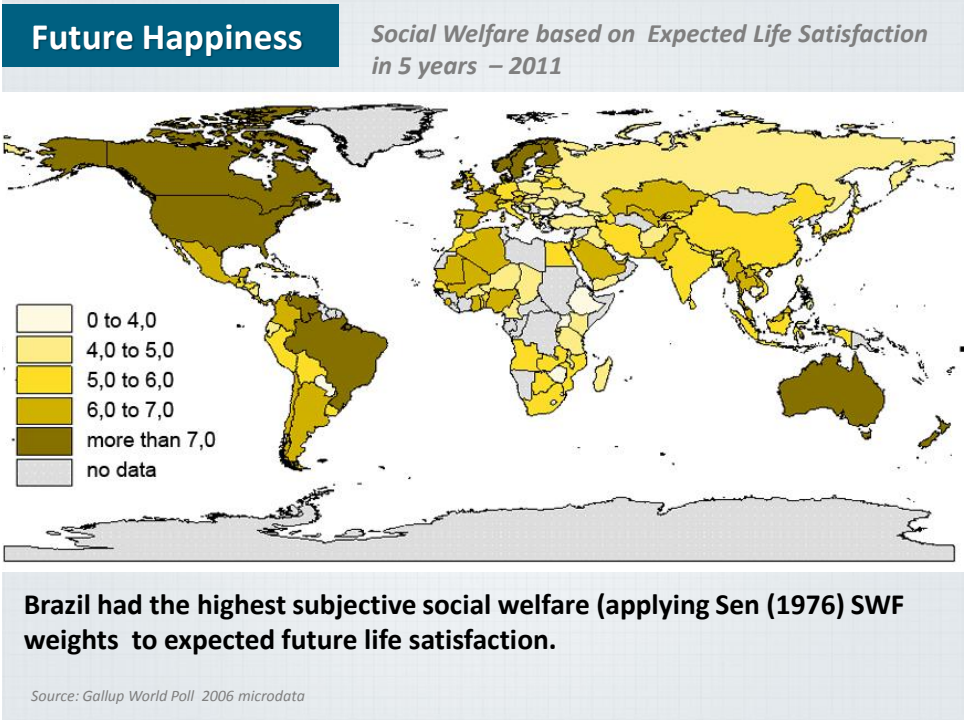 Future Happiness
Social Welfare based on Expected Life Satisfaction
in 5 years – 2011
0 to 4,0
4,0 to 5,0
5,0 to 6,0
6,0 to 7,0
more than 7,0
no data
Brazil had the highest subjective social welfare (applying Sen (1976) SWF
weights to expected future life satisfaction.
Source: Gallup World Poll 2006 microdata